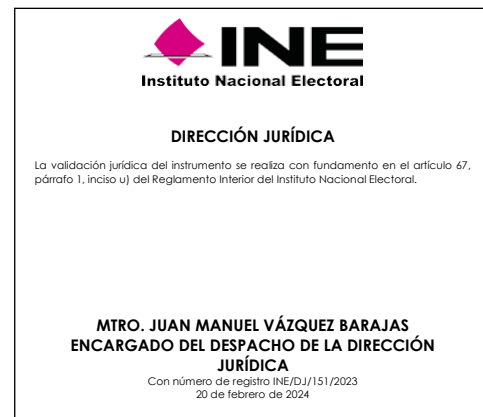 INE
Instituto Nacional Electoral
DIRECCIÓN JURÍDICA
La validación jurídica del instrumento se realiza con fundamento en el artículo 67,
párrafo 1, inciso u) del Reglamento Interior del Instituto Nacional Electoral.
MTRO. JUAN MANUEL VÁZQUEZ BARAJAS
ENCARGADO DEL DESPACHO DE LA DIRECCIÓN
JURÍDICA
Con número de registro INE/DJ/151/2023
20 de febrero de 2024